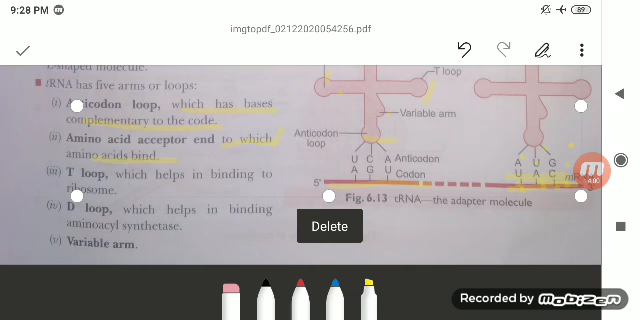 9:28 PM
89
imgtopdf_02122020054256.pdf
L-shaped molecule.
tRNA has five arms or loops:
(i) Anticodon loop, which has bases
complementary to the code.
(ii) Amino acid acceptor end to which
amino acids bind.
(iii) T loop, which helps in binding to
ribosome.
(iv) D loop, which helps in binding
aminoacyl synthetase.
(v) Variable arm.
T loop
Variable arm
Anticodon
loop
U C A Anticodon
A G U Codon
5'
A U G
U A C
Fig. 6.13 tRNA—the adapter molecule
4:00
Delete
Recorded by mobizen